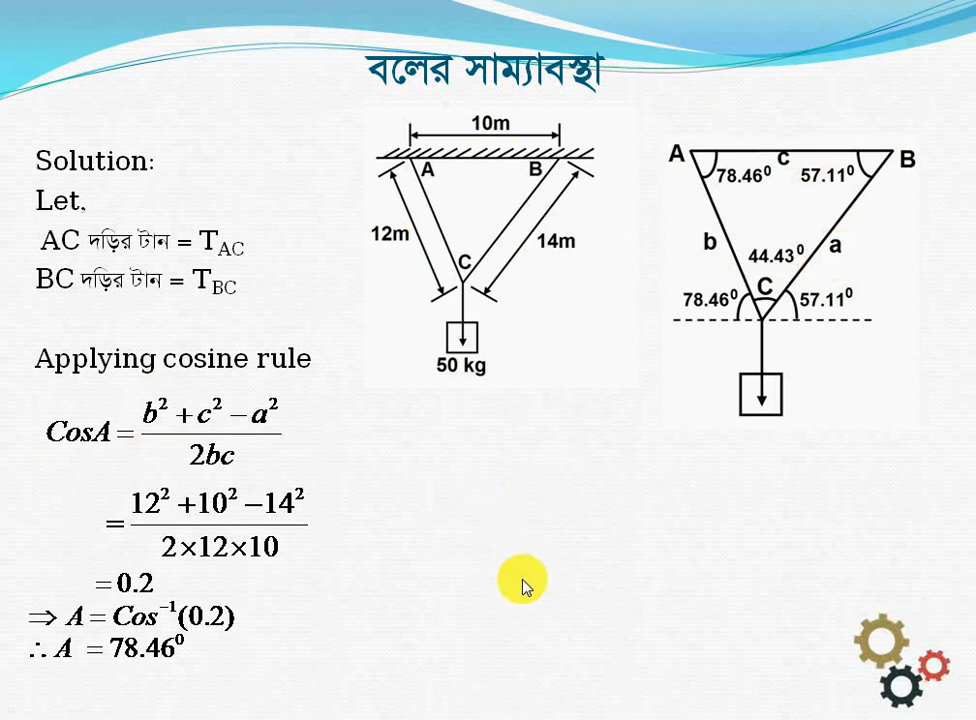 বলের সাম্যাবস্থা
Solution:
Let,
AC দড়ির টান = T_AC
BC দড়ির টান = T_BC
Applying cosine rule
CosA = (b² + c² − a²) / 2bc
= (12² +10² −14²) / 2×12×10
= 0.2
⇒ A = Cos⁻¹(0.2)
∴ A = 78.46⁰
10m
A
B
12m
14m
C
50 kg
A
c
B
78.46⁰
57.11⁰
b
a
44.43⁰
C
78.46⁰
57.11⁰